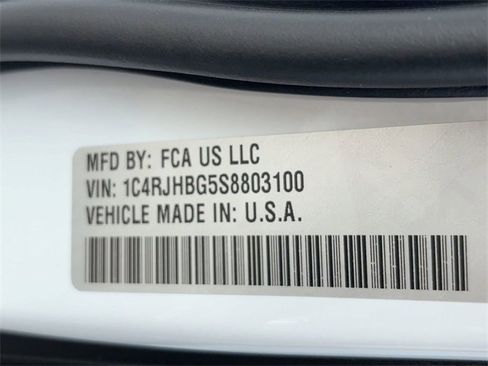 MFD BY: FCA US LLC
VIN: 1C4RJHBG5S8803100
VEHICLE MADE IN: U.S.A.